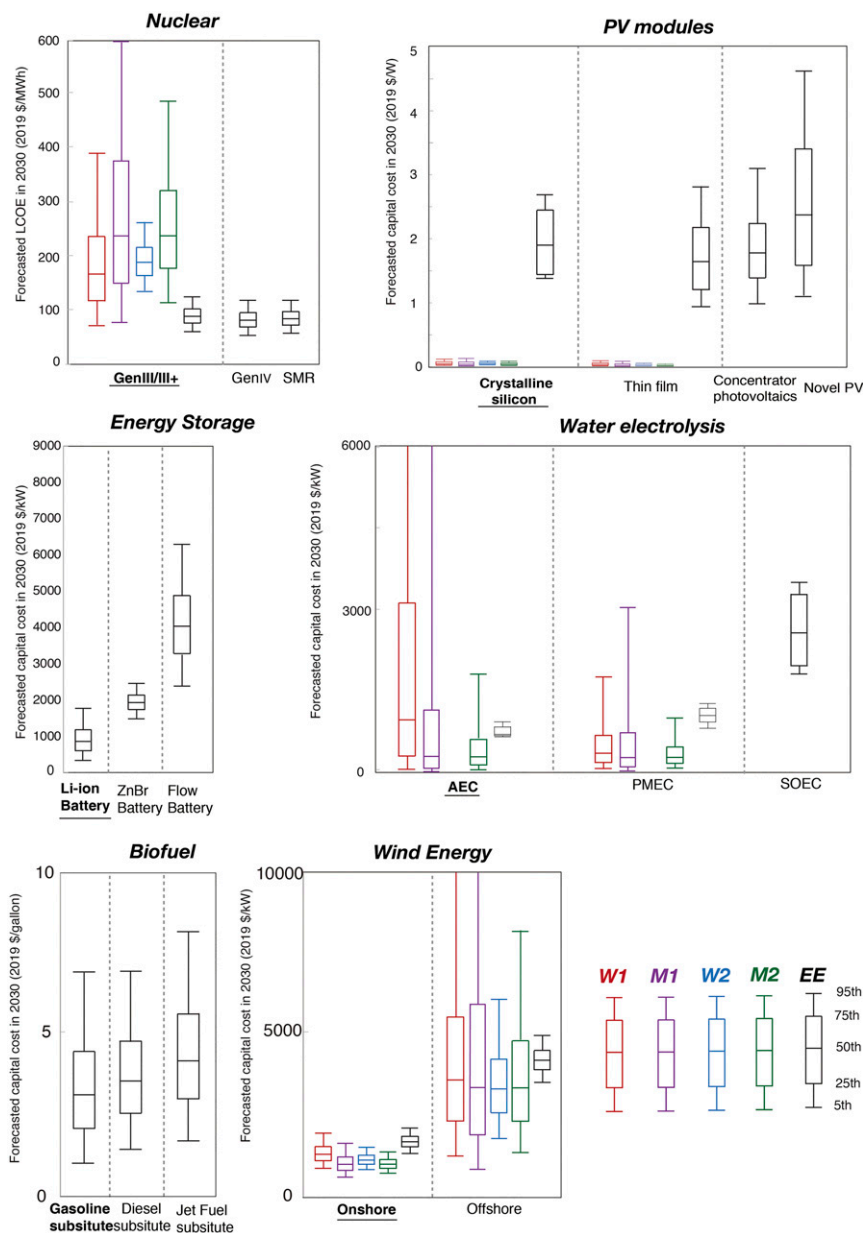 Nuclear
Forecasted LCOE in 2030 (2019 $/MWh)
600
500
400
300
200
100
0
GenIII/III+
GenIV
SMR
PV modules
Forecasted capital cost in 2030 (2019 $/W)
5
4
3
2
1
0
Crystalline
silicon
Thin film
Concentrator
photovoltaics
Novel PV
Energy Storage
Forecasted capital cost in 2030 (2019 $/kW)
9000
8000
7000
6000
5000
4000
3000
2000
1000
0
Li-ion
Battery
ZnBr
Battery
Flow
Battery
Water electrolysis
Forecasted capital cost in 2030 (2019 $/kW)
6000
3000
0
AEC
PMEC
SOEC
Biofuel
Forecasted capital cost in 2030 (2019 $/gallon)
10
5
0
Gasoline
subsitute
Diesel
subsitute
Jet Fuel
subsitute
Wind Energy
Forecasted capital cost in 2030 (2019 $/kW)
10000
5000
0
Onshore
Offshore
W1 M1 W2 M2 EE
95th
75th
50th
25th
5th